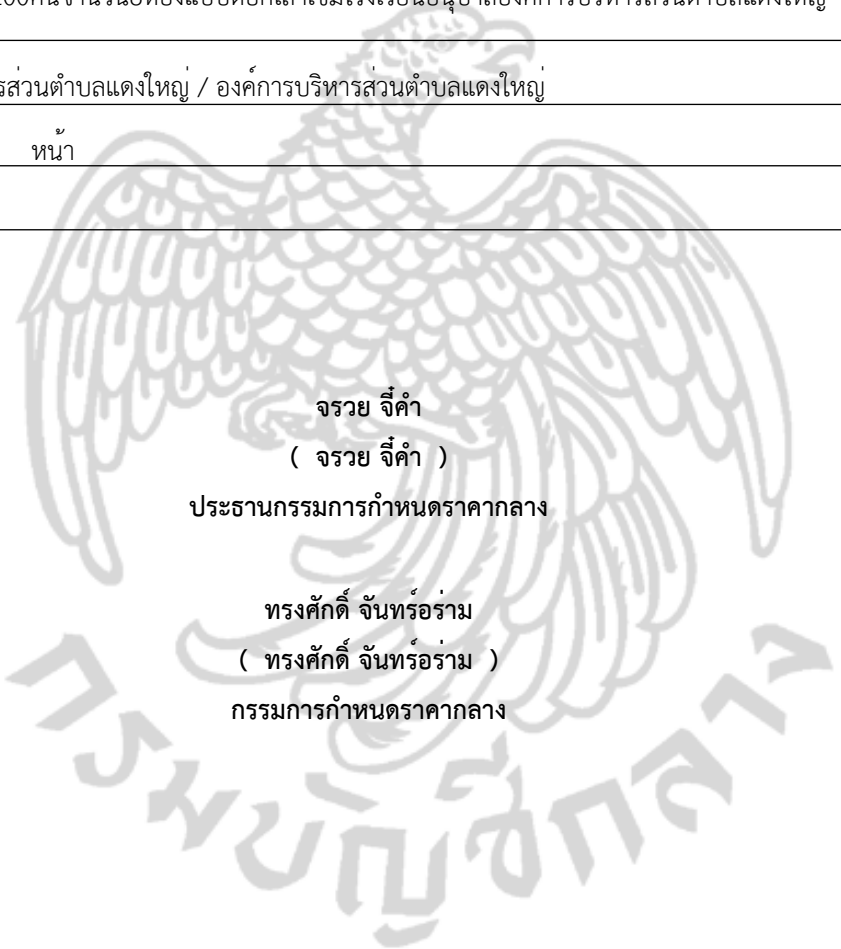 รส่วนตำบลแดงใหญ่ / องค์การบริหารส่วนตำบลแดงใหญ่
หน้า
จรวย จี๋คำ
( จรวย จี๋คำ )
ประธานกรรมการกำหนดราคากลาง
ทรงศักดิ์ จันทร์อร่าม
( ทรงศักดิ์ จันทร์อร่าม )
กรรมการกำหนดราคากลาง
กรมบัญชีกลาง